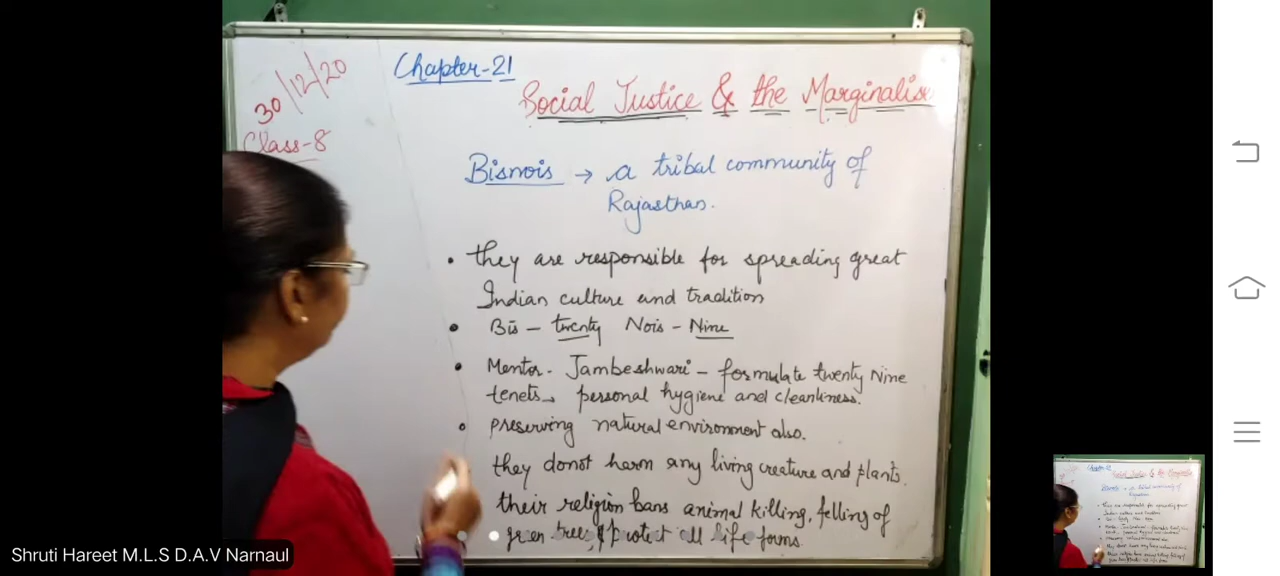 30/12/20
Class-8
Chapter-21
Social Justice & the Marginalise
Bisnois → a tribal community of
Rajasthan.
• they are responsible for spreading great
Indian culture and tradition
• Bis - twenty Nois - Nine
• Mentor - Jambeshwari - formulate twenty Nine
tenets → personal hygiene and cleanliness.
• preserving natural environment also.
they donot harm any living creature and plants.
their religion bans animal killing, felling of
green trees & protect all life forms.
Shruti Hareet M.L.S D.A.V Narnaul